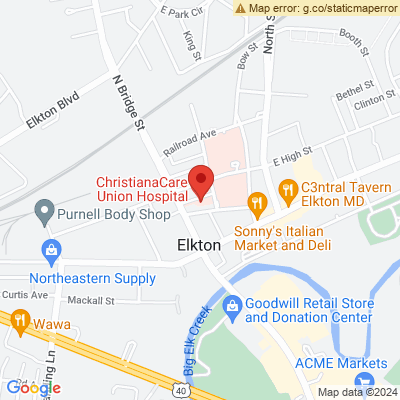 Map error: g.co/staticmaperror
E Park Cir
King St
Bow St
North S
Booth St
Bethel St
Clinton St
Elkton Blvd
N Bridge St
Railroad Ave
E High St
ChristianaCare
Union Hospital
C3ntral Tavern
Elkton MD
Purnell Body Shop
Sonny's Italian
Market and Deli
Elkton
Northeastern Supply
Curtis Ave
Mackall St
Big Elk Creek
Goodwill Retail Store
and Donation Center
Wawa
ACME Markets
40
Google
Map data ©2024